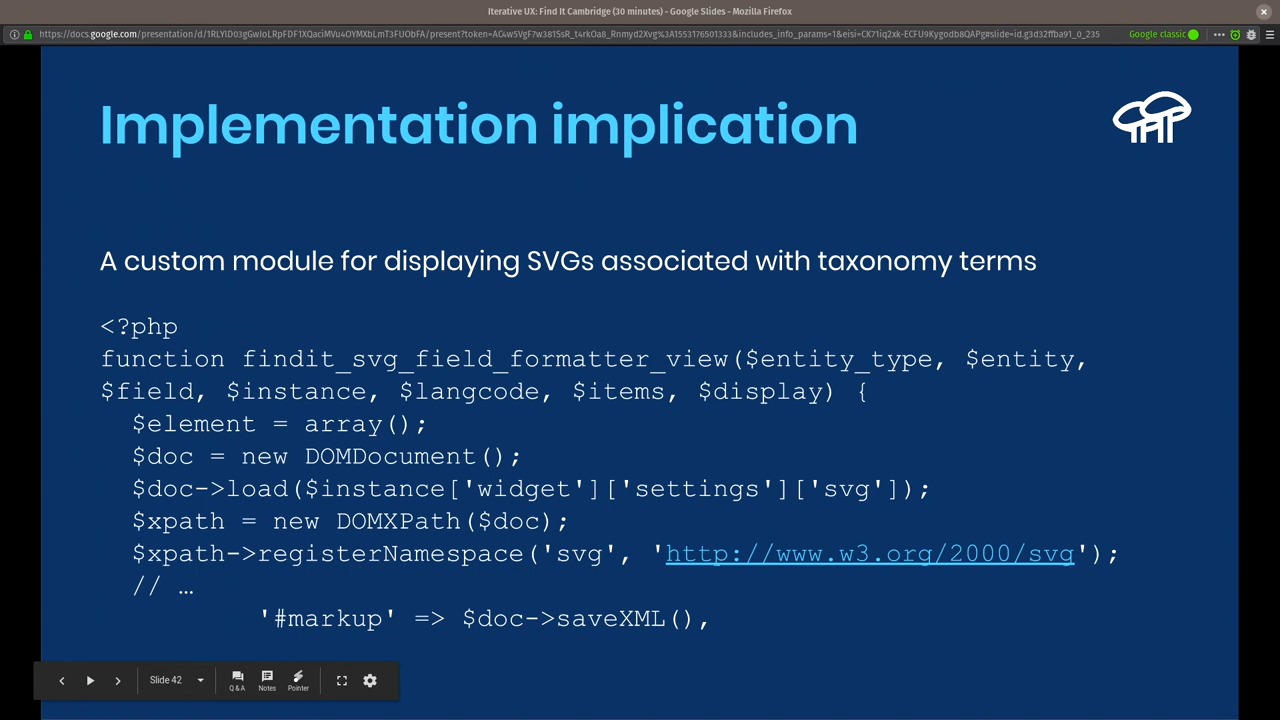 Iterative UX: Find It Cambridge (30 minutes) - Google Slides - Mozilla Firefox
Google classic
Implementation implication
A custom module for displaying SVGs associated with taxonomy terms
<?php
function findit_svg_field_formatter_view($entity_type, $entity,
$field, $instance, $langcode, $items, $display) {
$element = array();
$doc = new DOMDocument();
$doc->load($instance['widget']['settings']['svg']);
$xpath = new DOMXPath($doc);
$xpath->registerNamespace('svg', 'http://www.w3.org/2000/svg');
// …
'#markup' => $doc->saveXML(),
Slide 42
Q & A Notes Pointer